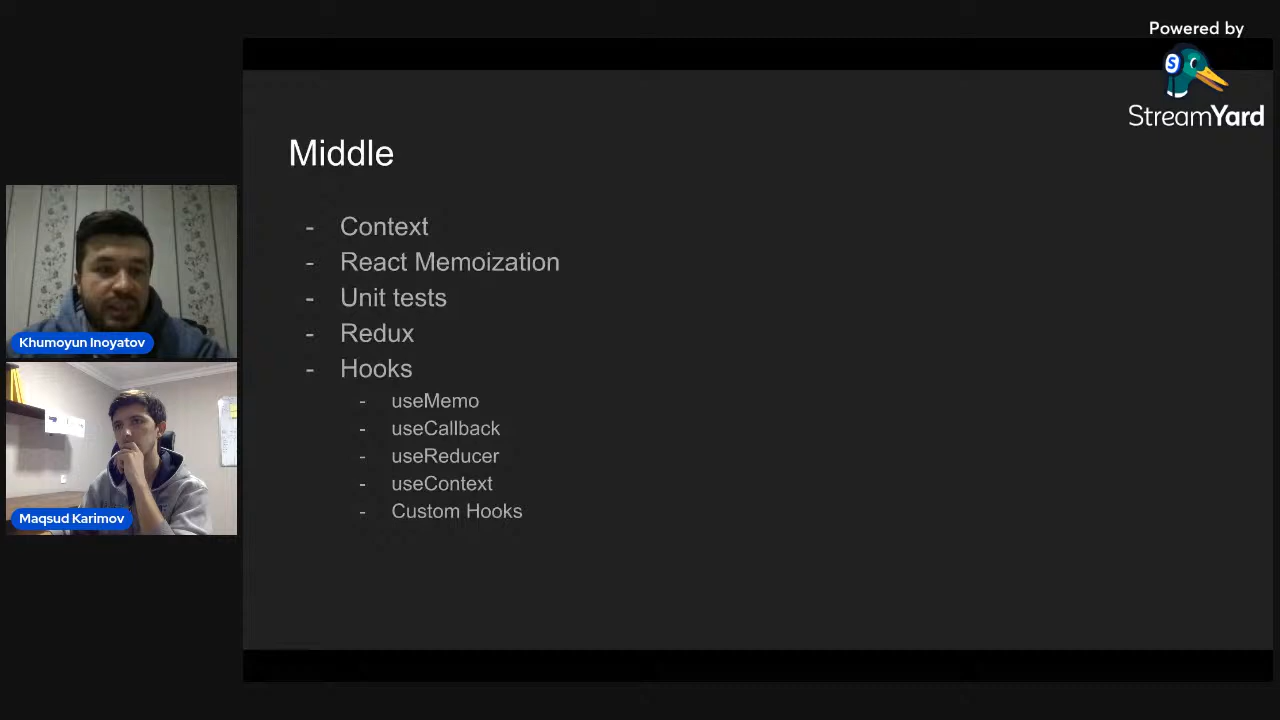 Powered by
S
StreamYard
Middle
- Context
- React Memoization
- Unit tests
- Redux
- Hooks
- useMemo
- useCallback
- useReducer
- useContext
- Custom Hooks
Khumoyun Inoyatov
Maqsud Karimov